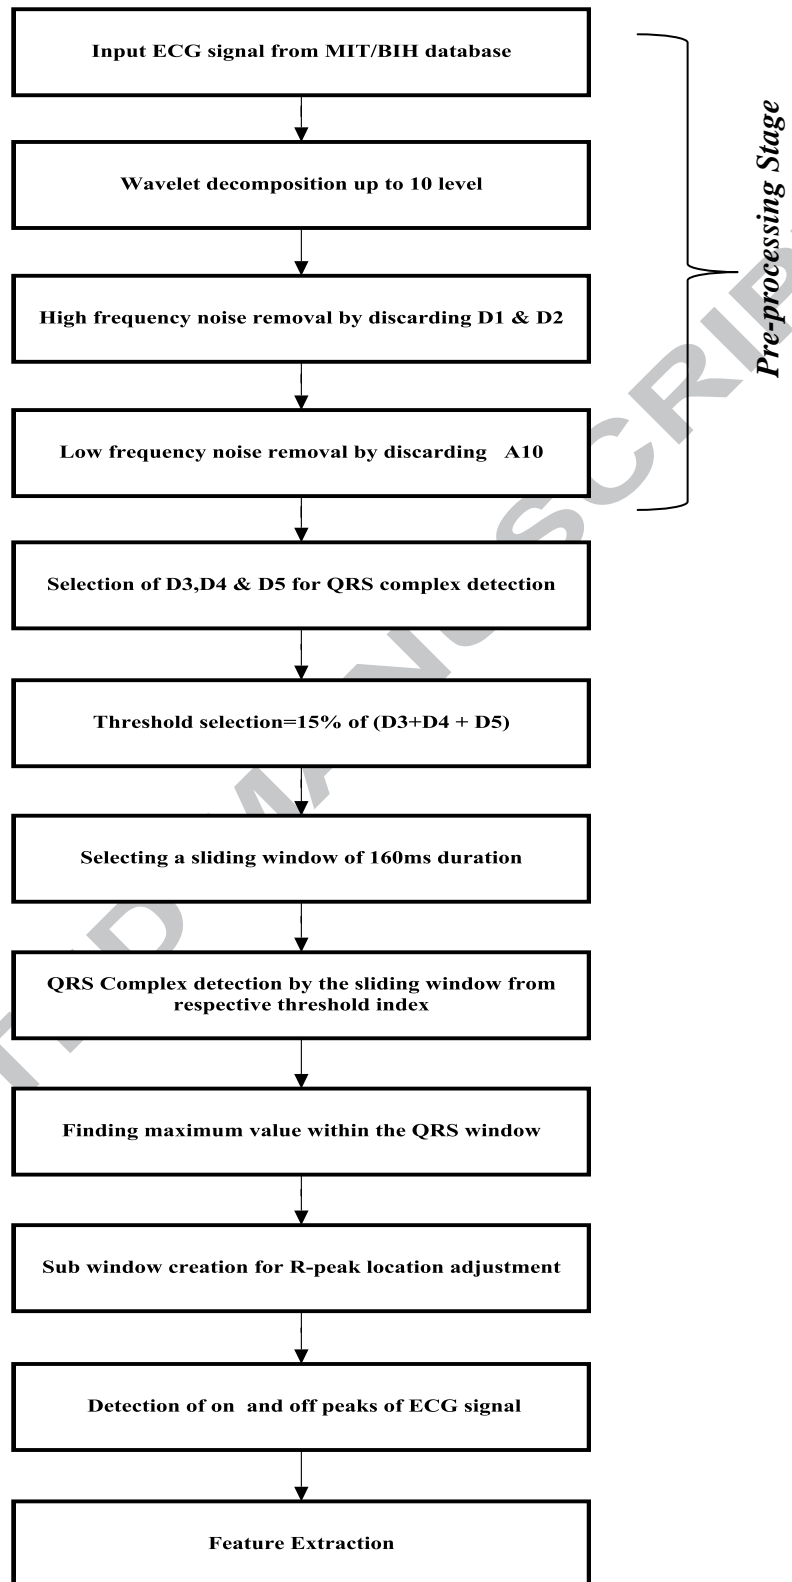 Input ECG signal from MIT/BIH database
Wavelet decomposition up to 10 level
High frequency noise removal by discarding D1 & D2
Low frequency noise removal by discarding A10
Pre-processing Stage
Selection of D3,D4 & D5 for QRS complex detection
Threshold selection=15% of (D3+D4 + D5)
Selecting a sliding window of 160ms duration
QRS Complex detection by the sliding window from
respective threshold index
Finding maximum value within the QRS window
Sub window creation for R-peak location adjustment
Detection of on and off peaks of ECG signal
Feature Extraction